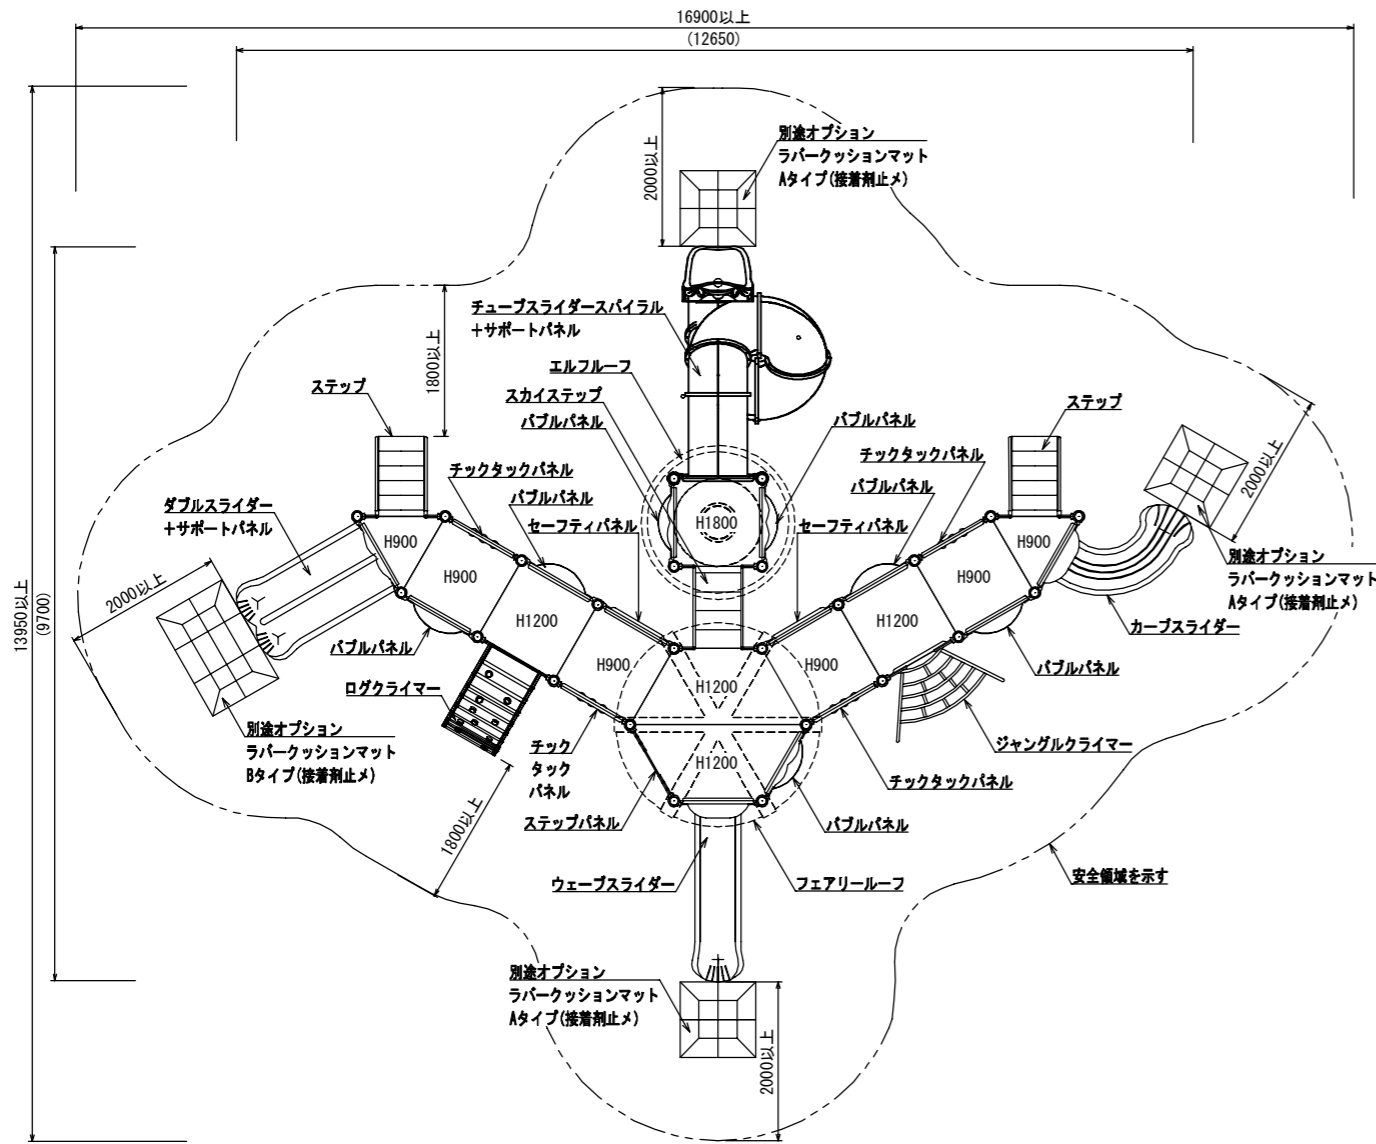 16900以上
(12650)
13950以上
(9700)
2000以上
別途オプション
ラバークッションマット
Aタイプ(接着剤止メ)
チューブスライダースパイラル
+サポートパネル
1800以上
エルフルーフ
スカイステップ
バブルパネル
バブルパネル
ステップ
ステップ
チックタックパネル
バブルパネル
セーフティパネル
チックタックパネル
バブルパネル
セーフティパネル
ダブルスライダー
+サポートパネル
2000以上
2000以上
H1800
H900
H900
H1200
H900
H1200
H1200
H900
H1200
H900
H900
別途オプション
ラバークッションマット
Aタイプ(接着剤止メ)
カーブスライダー
バブルパネル
バブルパネル
ログクライマー
別途オプション
ラバークッションマット
Bタイプ(接着剤止メ)
チック
タック
パネル
ジャングルクライマー
チックタックパネル
ステップパネル
バブルパネル
1800以上
ウェーブスライダー
フェアリールーフ
安全領域を示す
別途オプション
ラバークッションマット
Aタイプ(接着剤止メ)
2000以上